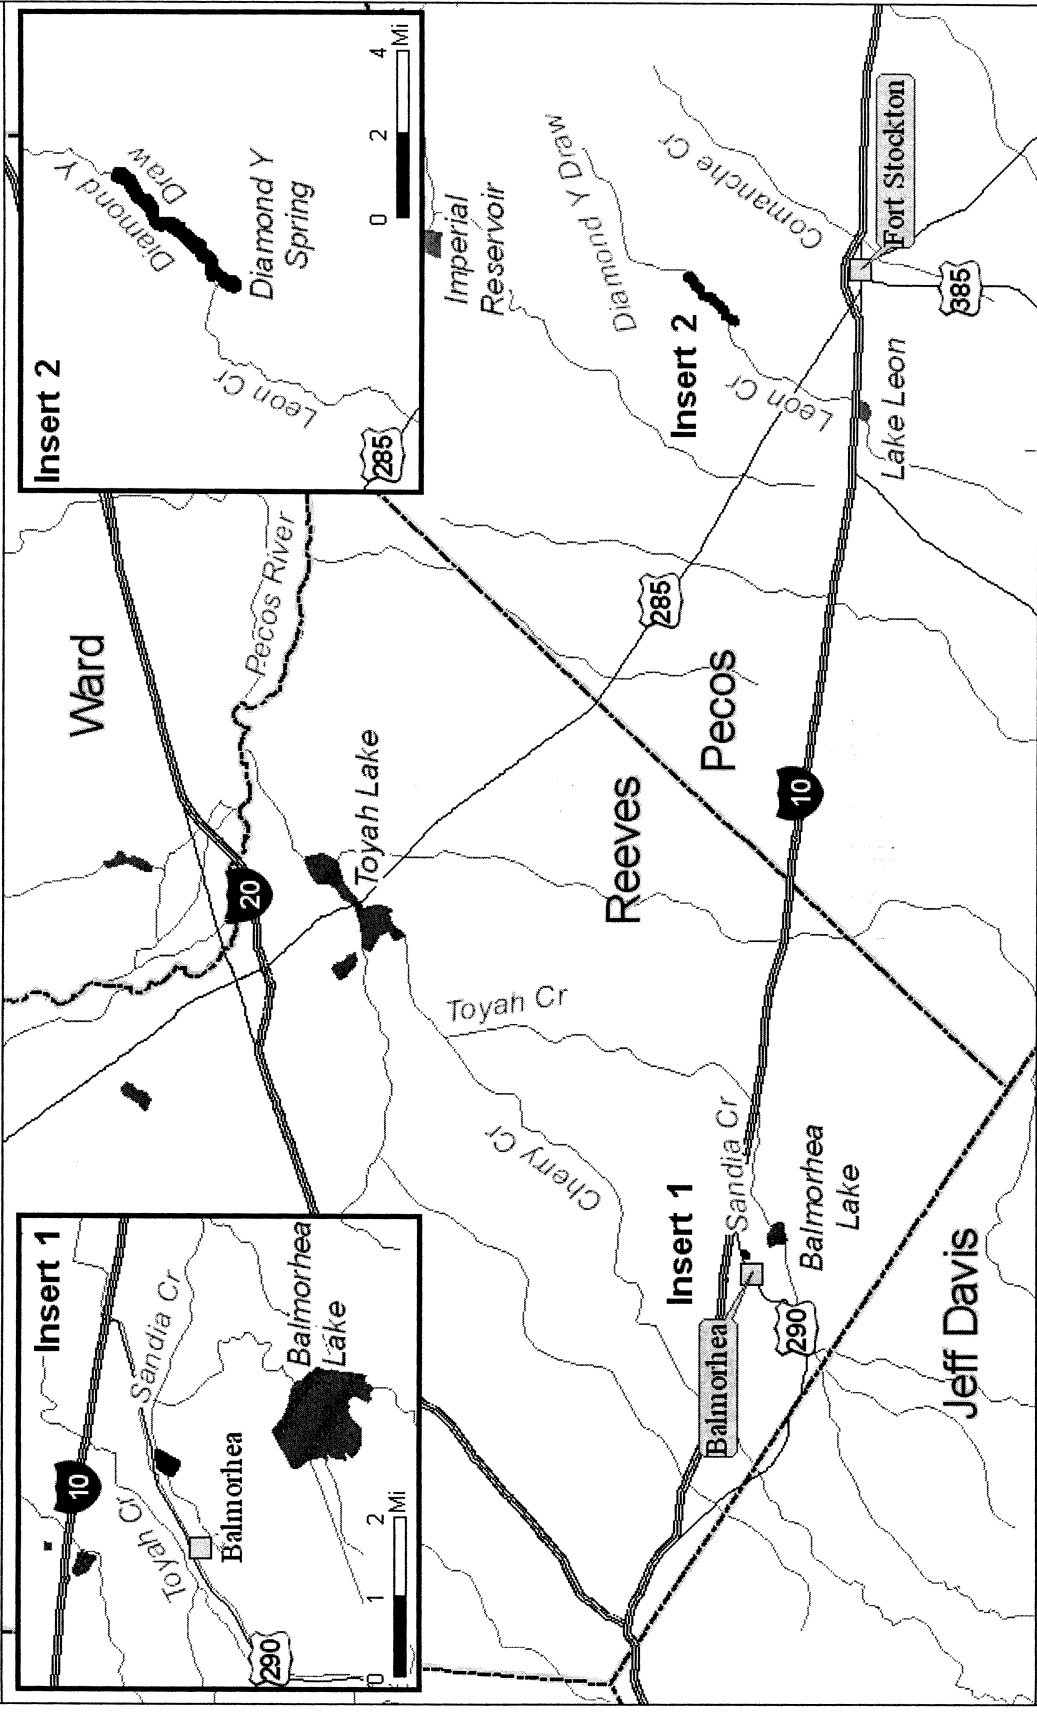 Insert 1
10
Sandia Cr
Toyah Cr
Balmorhea
Balmorhea
Lake
290
0
1
2
Mi
Insert 2
Diamond Y
Draw
Diamond Y
Spring
Leon Cr
285
0
2
4
Mi
Ward
20
Pecos River
Toyah Lake
Imperial
Reservoir
Toyah Cr
Cherry Cr
Reeves
Pecos
285
Diamond Y Draw
Comanche Cr
Insert 2
Leon Cr
Insert 1
Sandia Cr
Balmorhea
Balmorhea
Lake
290
10
Lake Leon
Fort Stockton
385
Jeff Davis